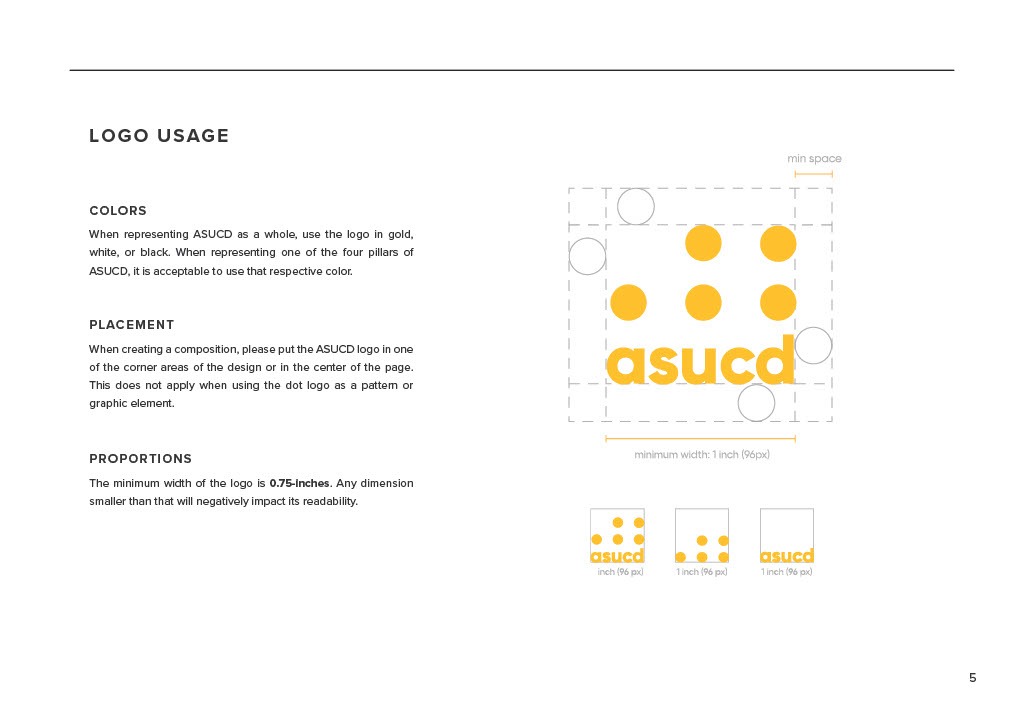 LOGO USAGE
COLORS
When representing ASUCD as a whole, use the logo in gold,
white, or black. When representing one of the four pillars of
ASUCD, it is acceptable to use that respective color.
PLACEMENT
When creating a composition, please put the ASUCD logo in one
of the corner areas of the design or in the center of the page.
This does not apply when using the dot logo as a pattern or
graphic element.
PROPORTIONS
The minimum width of the logo is 0.75-inches. Any dimension
smaller than that will negatively impact its readability.
min space
asucd
minimum width: 1 inch (96px)
asucd
inch (96 px)
1 inch (96 px)
asucd
1 inch (96 px)
5